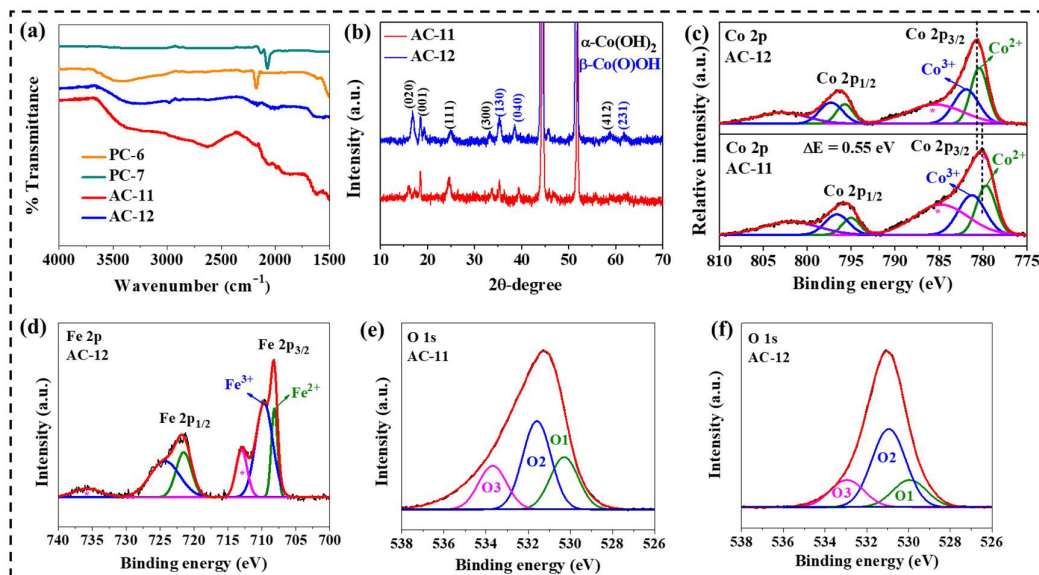 (a)
% Transmittance
PC-6
PC-7
AC-11
AC-12
4000 3500 3000 2500 2000 1500
Wavenumber (cm⁻¹)
(b)
Intensity (a.u.)
AC-11
AC-12
α-Co(OH)₂
β-Co(O)OH
(020)
(001)
(111)
(300)
(130)
(040)
(412)
(231)
10 20 30 40 50 60 70
2θ-degree
(c)
Relative intensity (a.u.)
Co 2p
AC-12
Co 2p₁/₂
Co 2p₃/₂
Co³⁺
Co²⁺
*
Co 2p
AC-11
ΔE = 0.55 eV
Co 2p₁/₂
Co 2p₃/₂
Co³⁺
Co²⁺
*
810 805 795 785 780 775
Binding energy (eV)
(d)
Intensity (a.u.)
Fe 2p
AC-12
Fe 2p₁/₂
Fe 2p₃/₂
Fe³⁺
Fe²⁺
*
*
740 735 725 715 712 708 700
Binding energy (eV)
(e)
Intensity (a.u.)
O 1s
AC-11
O3
O2
O1
538 536 534 532 530 528 526
Binding energy (eV)
(f)
Intensity (a.u.)
O 1s
AC-12
O3
O2
O1
538 536 534 532 530 528 526
Binding energy (eV)